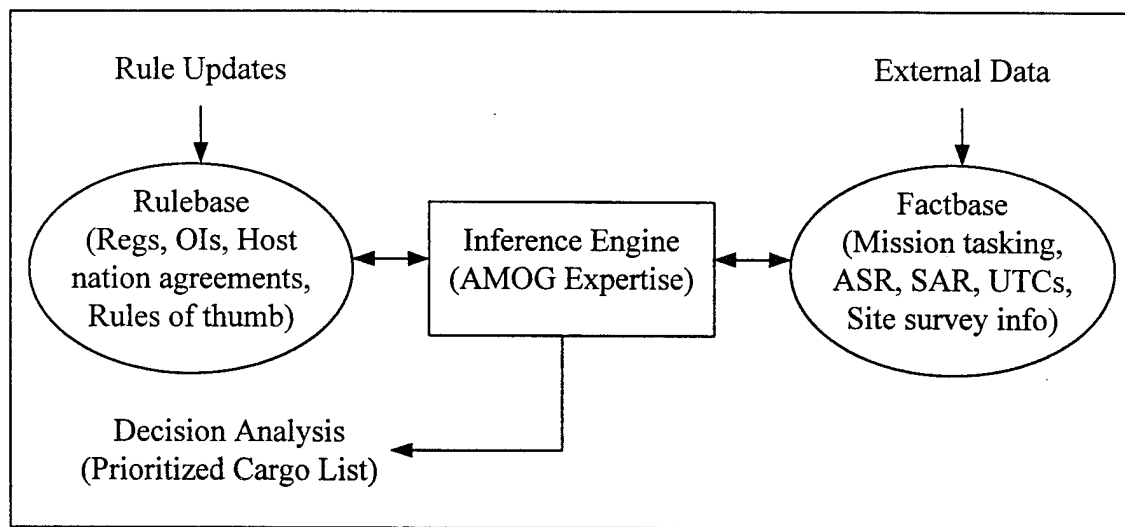 Rule Updates
External Data
Rulebase
(Regs, OIs, Host
nation agreements,
Rules of thumb)
Inference Engine
(AMOG Expertise)
Factbase
(Mission tasking,
ASR, SAR, UTCs,
Site survey info)
Decision Analysis
(Prioritized Cargo List)